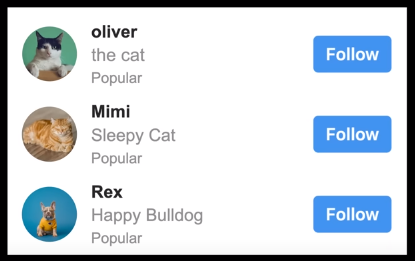 oliver
the cat
Popular
Follow
Mimi
Sleepy Cat
Popular
Follow
Rex
Happy Bulldog
Popular
Follow